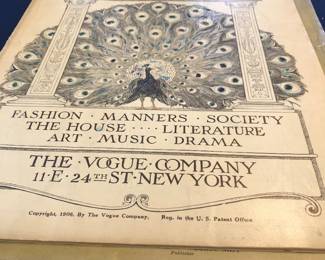 FASHION · MANNERS · SOCIETY
THE HOUSE ···· LITERATURE
ART · MUSIC · DRAMA
THE · VOGUE · COMPANY
11·E·24TH ST·NEW YORK
Copyright, 1906, By The Vogue Company. Reg. in the U. S. Patent Office.
Publisher